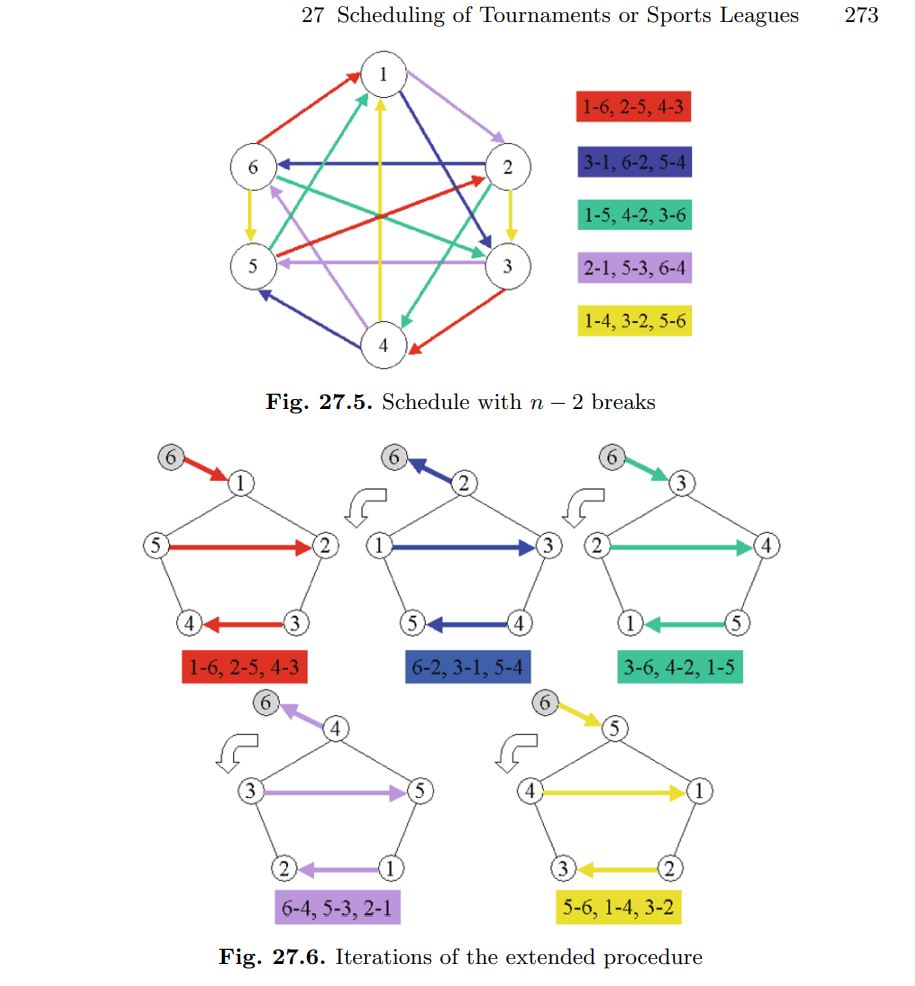 27 Scheduling of Tournaments or Sports Leagues 273
1
6
2
5
3
4
1-6, 2-5, 4-3
3-1, 6-2, 5-4
1-5, 4-2, 3-6
2-1, 5-3, 6-4
1-4, 3-2, 5-6
Fig. 27.5. Schedule with n − 2 breaks
6
1
5
2
4
3
1-6, 2-5, 4-3
6
2
1
3
5
4
6-2, 3-1, 5-4
6
3
2
4
1
5
3-6, 4-2, 1-5
6
4
3
5
2
1
6-4, 5-3, 2-1
6
5
4
1
3
2
5-6, 1-4, 3-2
Fig. 27.6. Iterations of the extended procedure